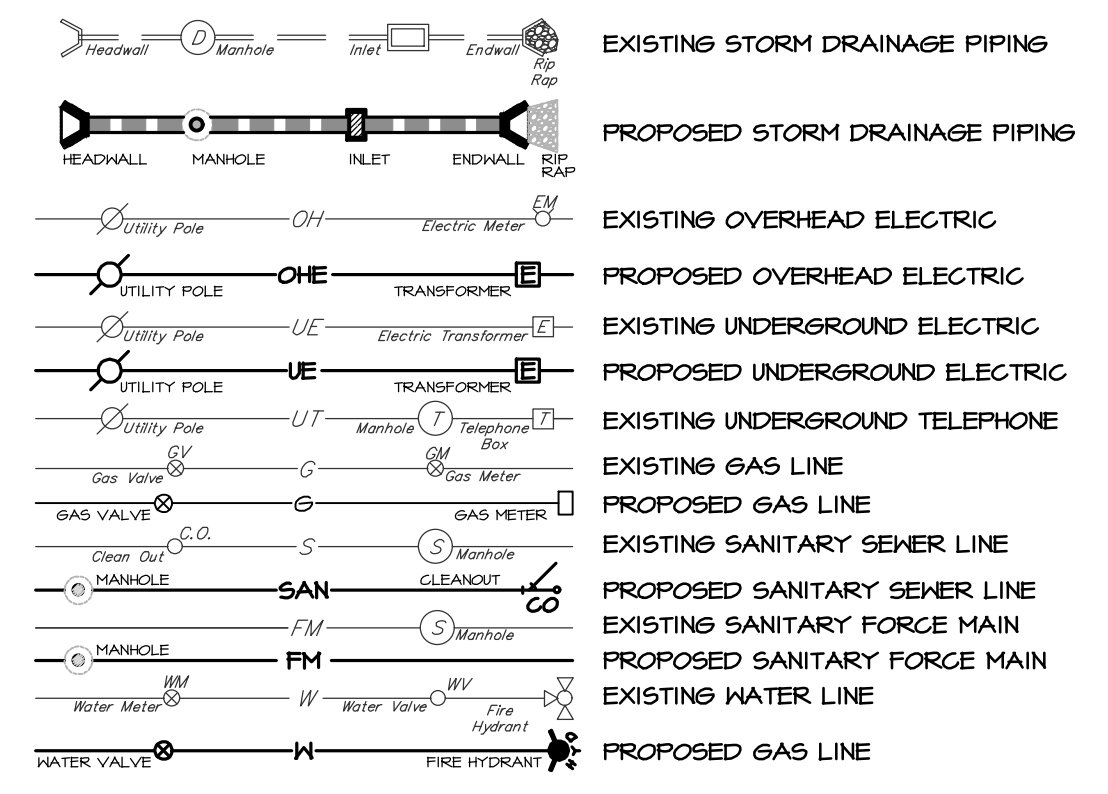 Headwall D Manhole Inlet Endwall EXISTING STORM DRAINAGE PIPING
Rip
Rap
PROPOSED STORM DRAINAGE PIPING
HEADWALL MANHOLE INLET ENDWALL RIP
RAP
EM
Utility Pole OH Electric Meter EXISTING OVERHEAD ELECTRIC
OHE E PROPOSED OVERHEAD ELECTRIC
UTILITY POLE TRANSFORMER
Utility Pole UE Electric Transformer E EXISTING UNDERGROUND ELECTRIC
UE E PROPOSED UNDERGROUND ELECTRIC
UTILITY POLE TRANSFORMER
Utility Pole UT Manhole T Telephone T EXISTING UNDERGROUND TELEPHONE
Box
GV GM
Gas Valve G Gas Meter EXISTING GAS LINE
GAS VALVE G GAS METER PROPOSED GAS LINE
C.O.
Clean Out S S Manhole EXISTING SANITARY SEWER LINE
MANHOLE CLEANOUT
SAN PROPOSED SANITARY SEWER LINE
CO
FM S Manhole EXISTING SANITARY FORCE MAIN
MANHOLE
FM PROPOSED SANITARY FORCE MAIN
WM WV
Water Meter W Water Valve EXISTING WATER LINE
Fire
Hydrant
W HYD PROPOSED GAS LINE
WATER VALVE FIRE HYDRANT